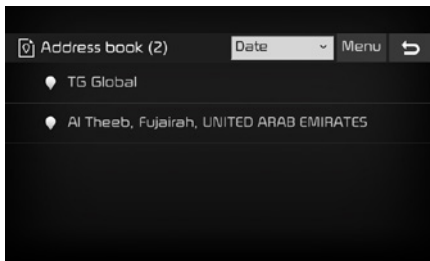 Address book (2) Date Menu
TG Global
Al Theeb, Fujairah, UNITED ARAB EMIRATES